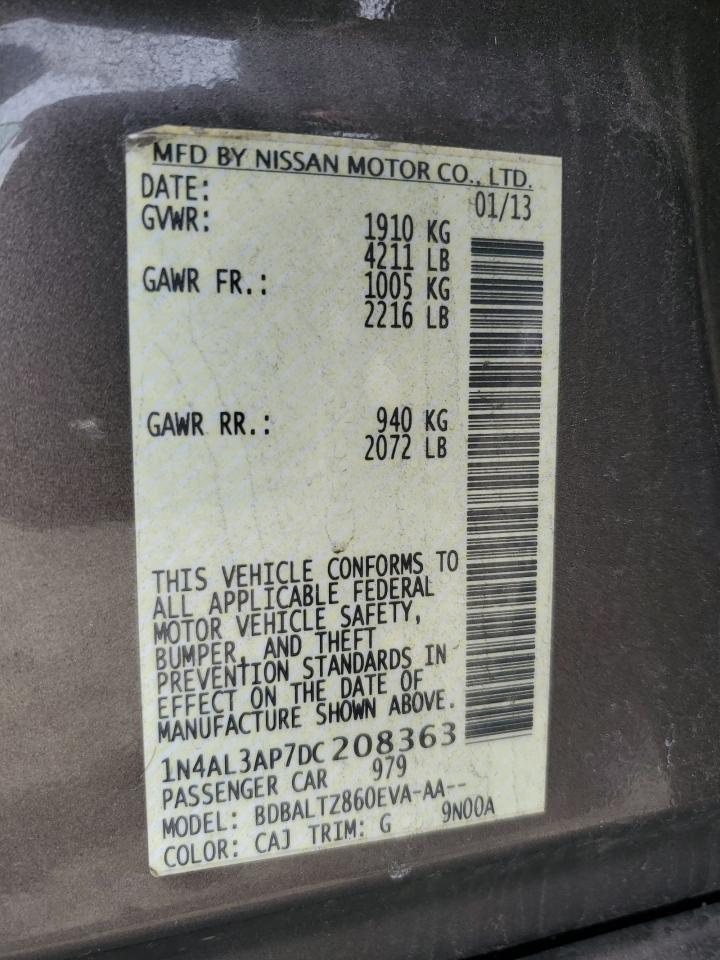 MFD BY NISSAN MOTOR CO., LTD.
DATE: 01/13
GVWR: 1910 KG
4211 LB
GAWR FR.: 1005 KG
2216 LB
GAWR RR.: 940 KG
2072 LB
THIS VEHICLE CONFORMS TO
ALL APPLICABLE FEDERAL
MOTOR VEHICLE SAFETY,
BUMPER, AND THEFT
PREVENTION STANDARDS IN
EFFECT ON THE DATE OF
MANUFACTURE SHOWN ABOVE.
1N4AL3AP7DC208363
PASSENGER CAR 979
MODEL: BDBALTZ860EVA-AA--
COLOR: CAJ TRIM: G 9N00A